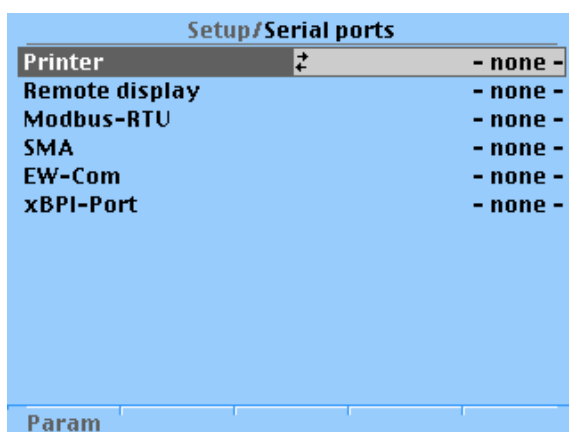 Setup/Serial ports
Printer - none -
Remote display - none -
Modbus-RTU - none -
SMA - none -
EW-Com - none -
xBPI-Port - none -
Param